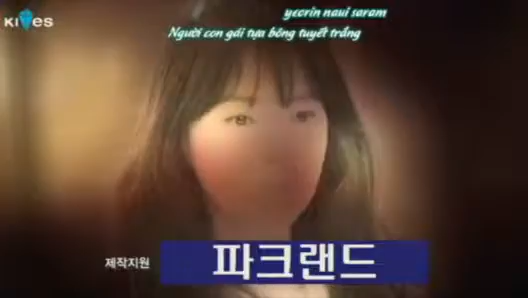 KITES
yeorin naui saram
Người con gái tựa bông tuyết trắng
제작지원
파크랜드